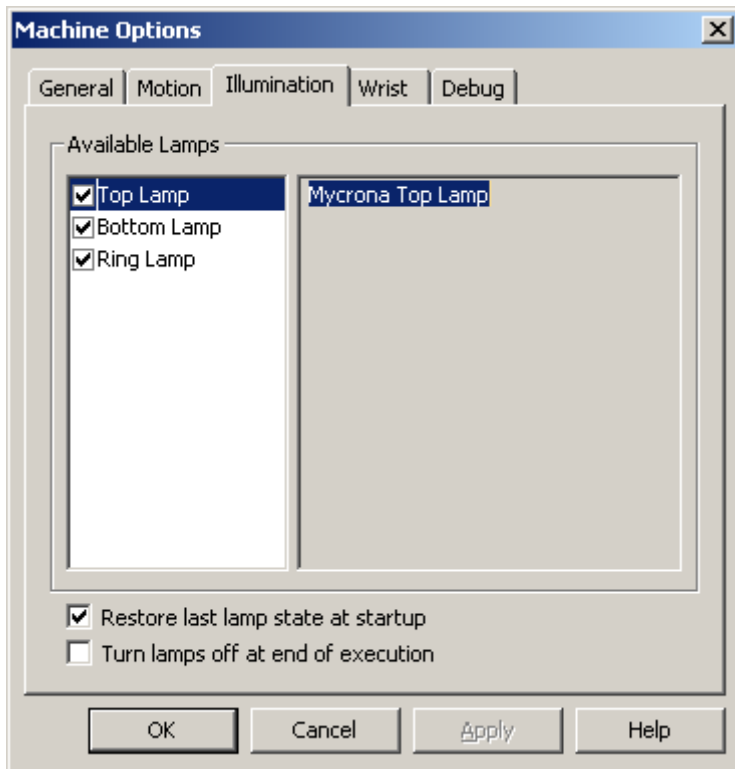 Machine Options
General Motion Illumination Wrist Debug
Available Lamps
Top Lamp Mycrona Top Lamp
Bottom Lamp
Ring Lamp
Restore last lamp state at startup
Turn lamps off at end of execution
OK Cancel Apply Help